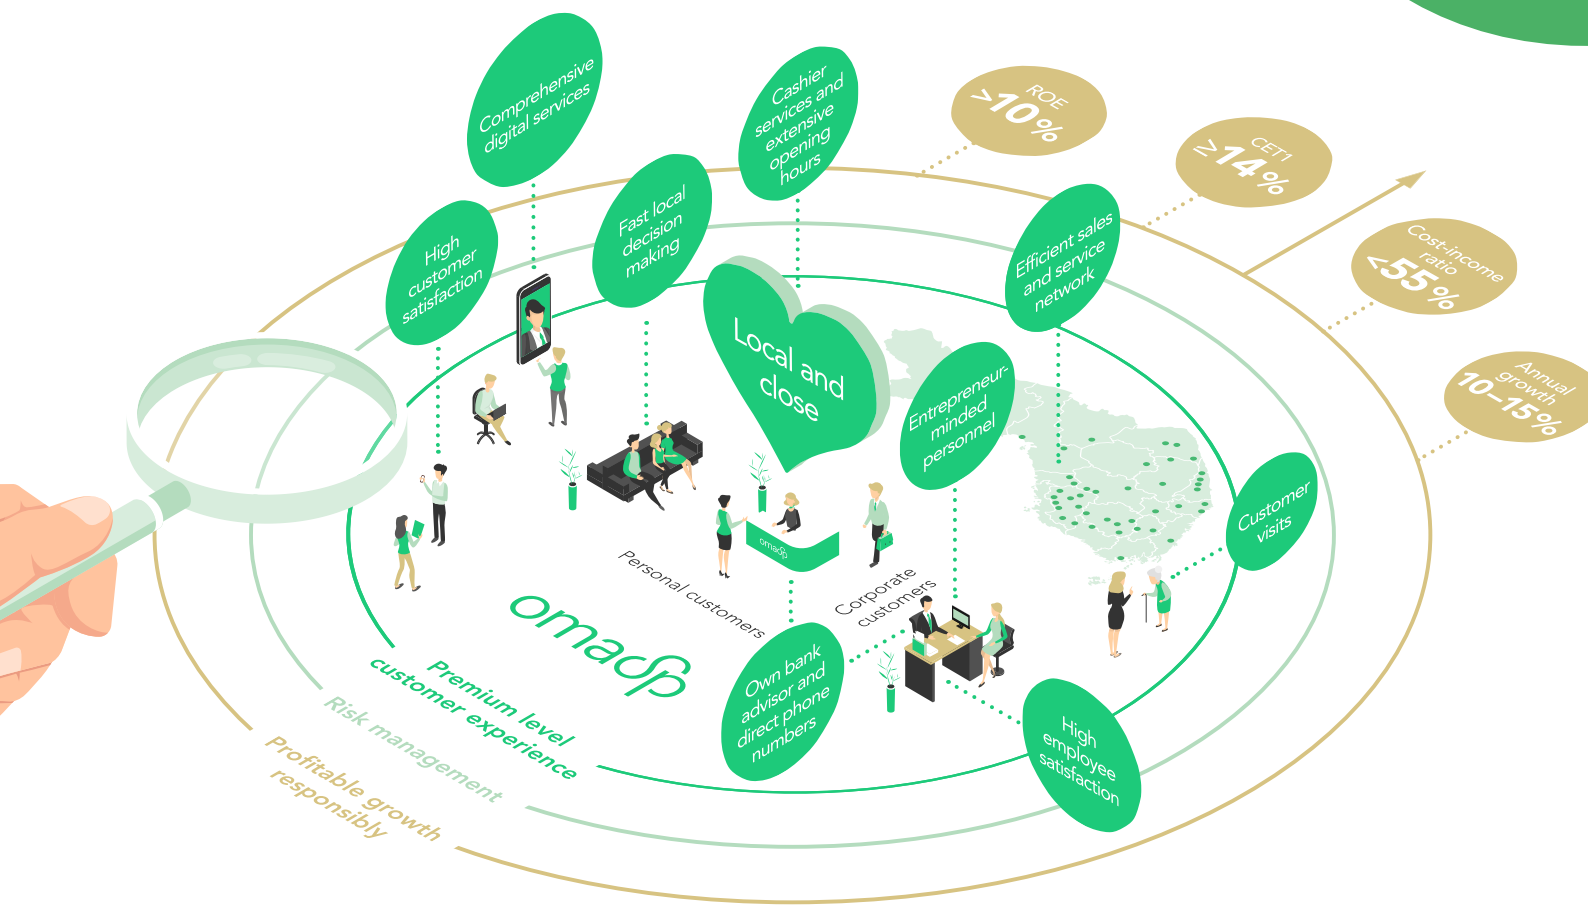 Comprehensive
digital services
Cashier
services and
extensive
opening
hours
ROE
>10%
CET1
≥14%
Cost-income
ratio
<55%
Annual
growth
10–15%
High
customer
satisfaction
Fast local
decision
making
Efficient sales
and service
network
Local and
close
Entrepreneur-
minded
personnel
Customer
visits
omasp
Personal customers
Corporate
customers
omasp
Own bank
advisor and
direct phone
numbers
High
employee
satisfaction
Premium level
customer experience
Risk management
Profitable growth
responsibly